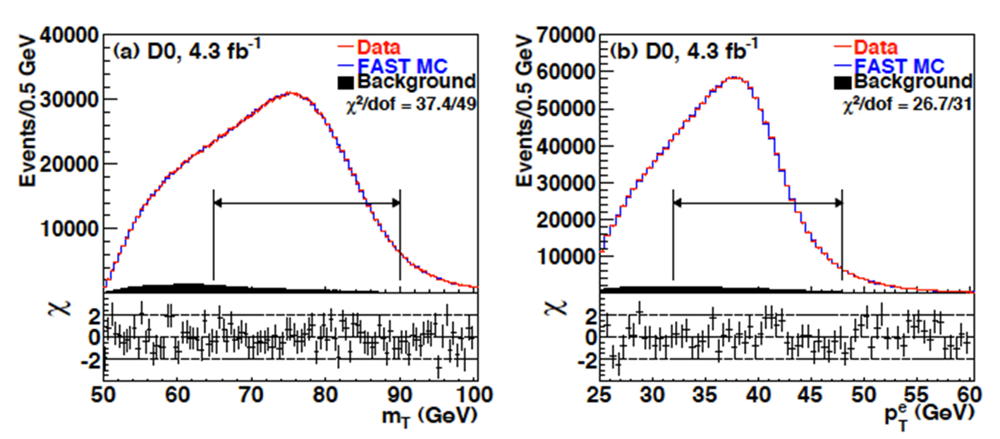 (a) D0, 4.3 fb⁻¹
Data
FAST MC
Background
χ²/dof = 37.4/49
Events/0.5 GeV
40000
30000
20000
10000
χ
2
0
-2
50 60 70 80 90 100
m_T (GeV)
(b) D0, 4.3 fb⁻¹
Data
FAST MC
Background
χ²/dof = 26.7/31
Events/0.5 GeV
70000
60000
50000
40000
30000
20000
10000
χ
2
0
-2
25 30 35 40 45 50 55 60
p_T^e (GeV)